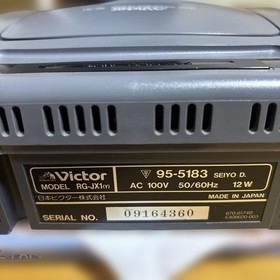 Victor
MODEL RG-JX1(Y)
日本ビクター株式会社
95-5183 SEIYO D.
AC 100V 50/60Hz 12W
MADE IN JAPAN
SERIAL NO. 09164360